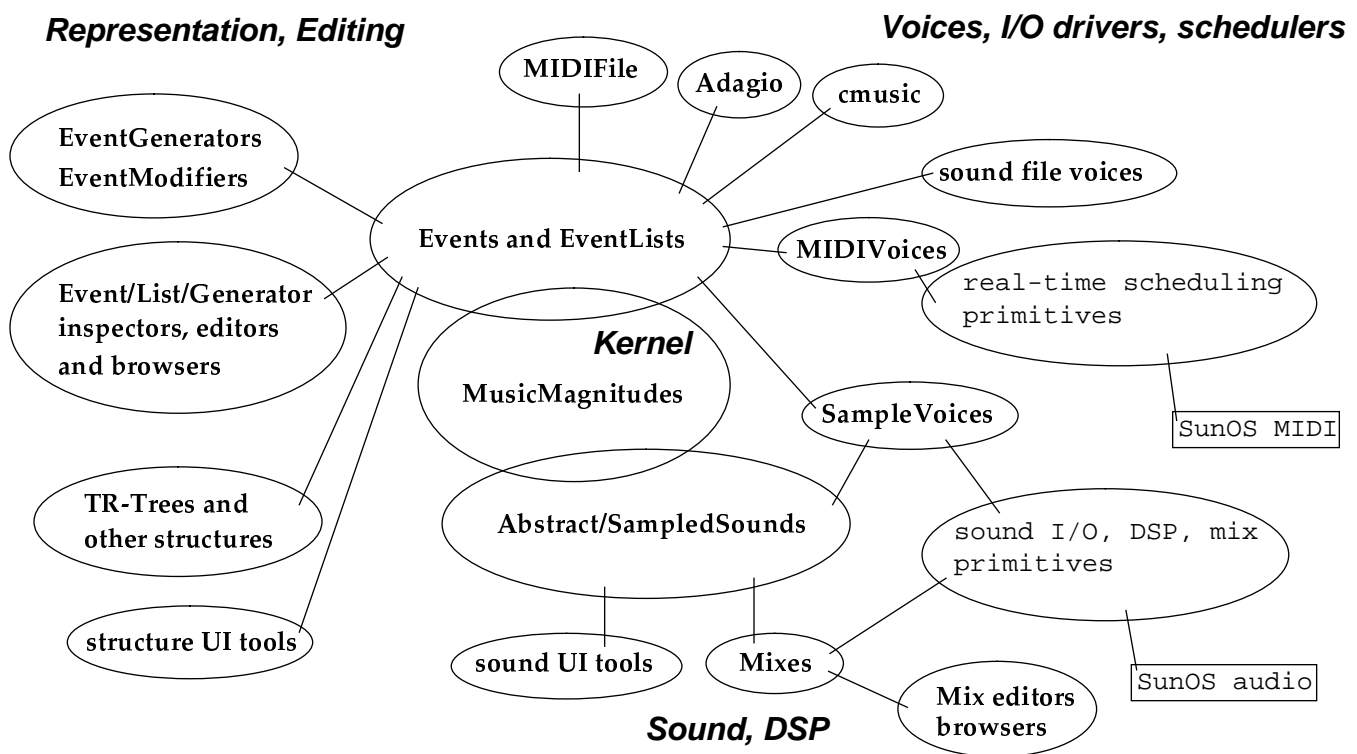 Representation, Editing
Voices, I/O drivers, schedulers
MIDIFile
Adagio
cmusic
EventGenerators
EventModifiers
sound file voices
Events and EventLists
MIDIVoices
Event/List/Generator
inspectors, editors
and browsers
real-time scheduling
primitives
Kernel
MusicMagnitudes
SampleVoices
SunOS MIDI
TR-Trees and
other structures
Abstract/SampledSounds
sound I/O, DSP, mix
primitives
structure UI tools
sound UI tools
Mixes
SunOS audio
Mix editors
browsers
Sound, DSP